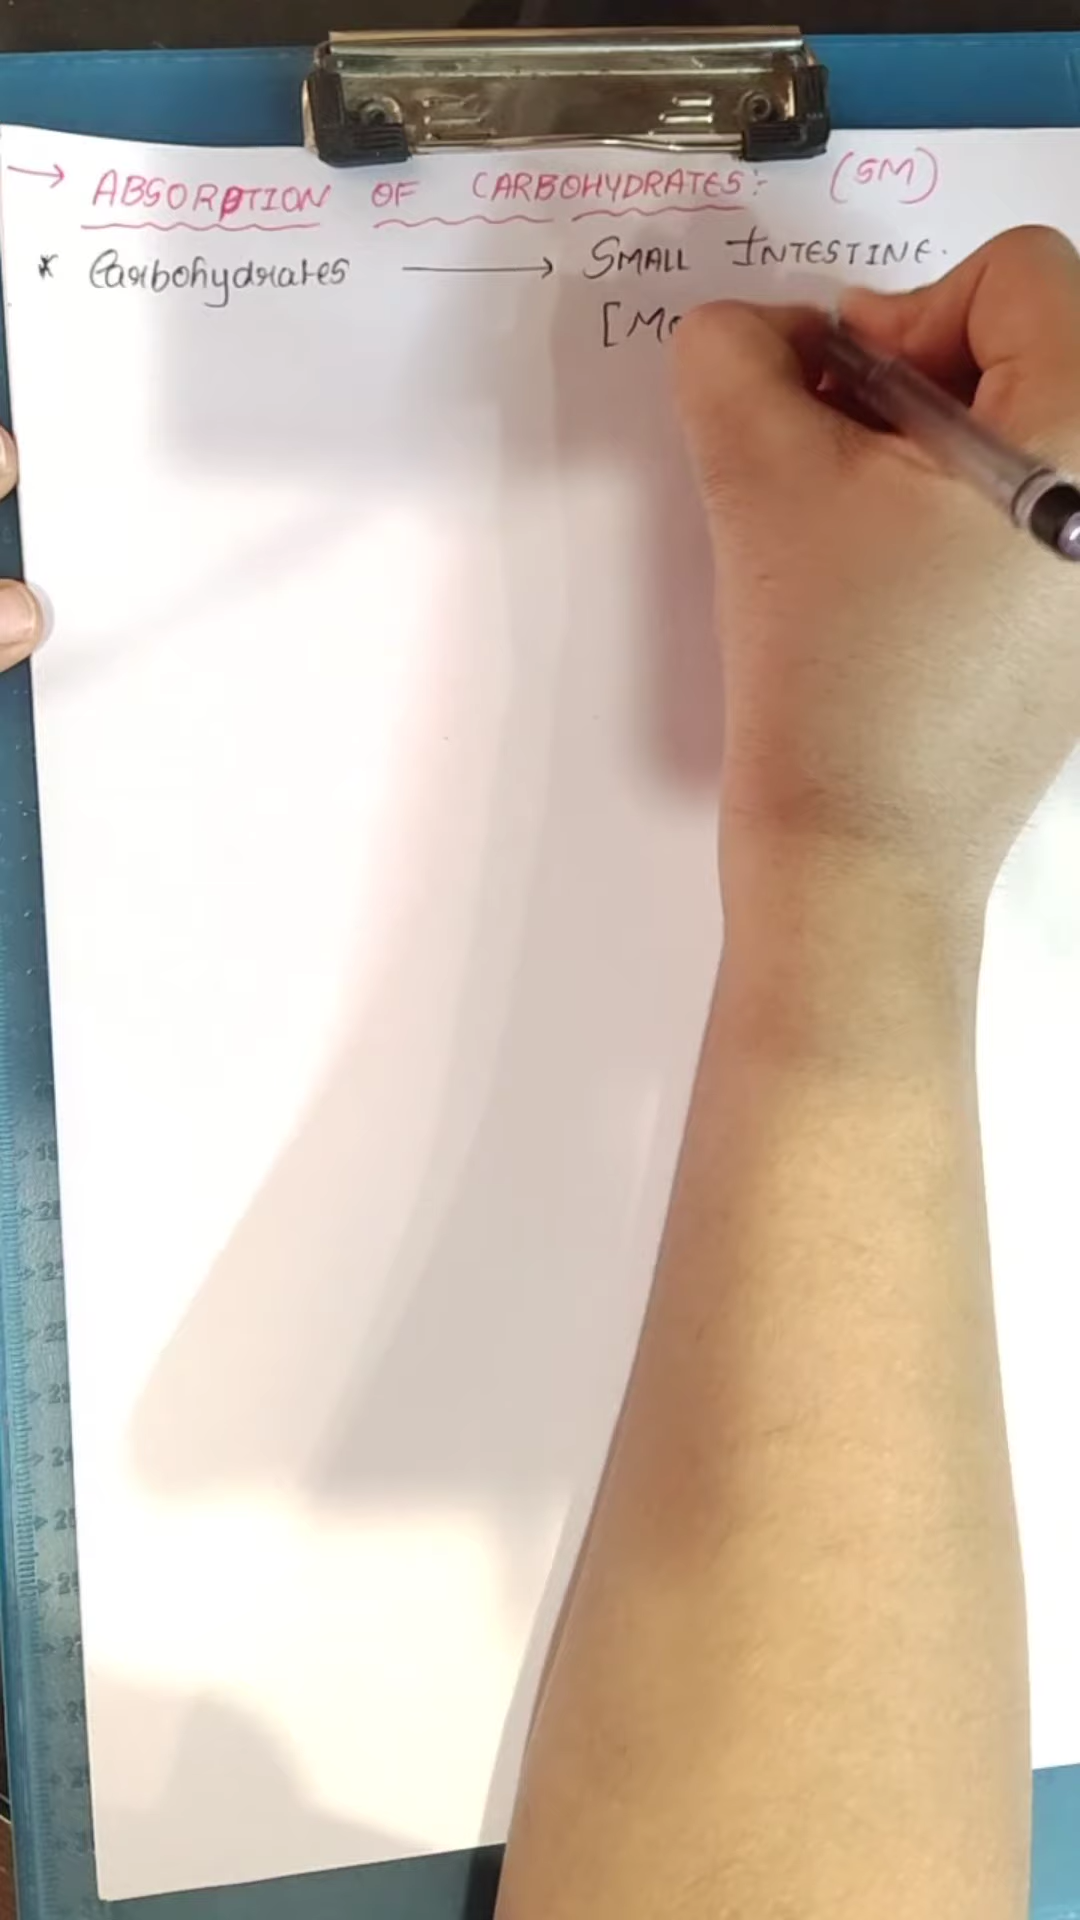 → ABSORPTION OF CARBOHYDRATES:- (5M)
* Carbohydrates → SMALL INTESTINE.